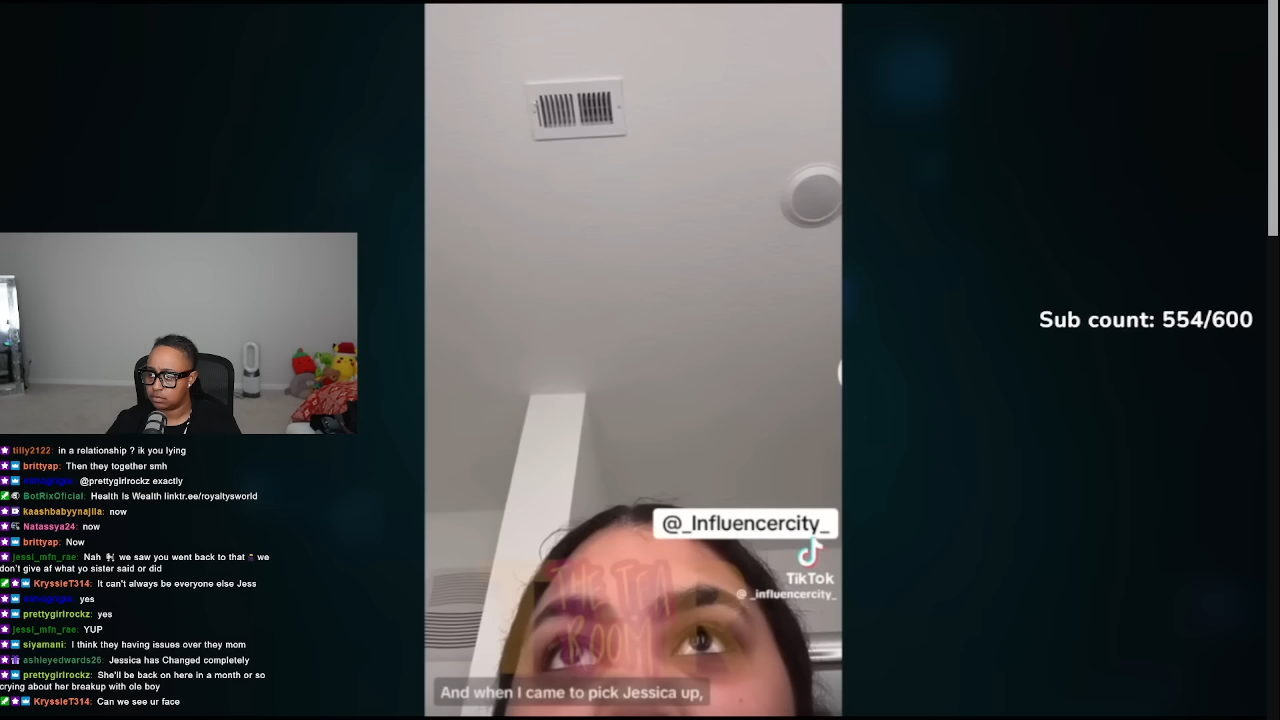 @_Influencercity_
TikTok
@_influencercity_
THE TEA
ROOM
And when I came to pick Jessica up,
Sub count: 554/600
tilly2122: in a relationship ? ik you lying
brittyap: Then they together smh
@prettygirlrockz exactly
BotRixOficial: Health Is Wealth linktr.ee/royaltysworld
kaashbabyynajila: now
Natassya24: now
brittyap: Now
jessi_mfn_rae: Nah we saw you went back to that we
don't give af what yo sister said or did
KryssieT314: It can't always be everyone else Jess
yes
prettygirlrockz: yes
jessi_mfn_rae: YUP
siyamani: I think they having issues over they mom
ashleyedwards26: Jessica has Changed completely
prettygirlrockz: She'll be back on here in a month or so
crying about her breakup with ole boy
KryssieT314: Can we see ur face